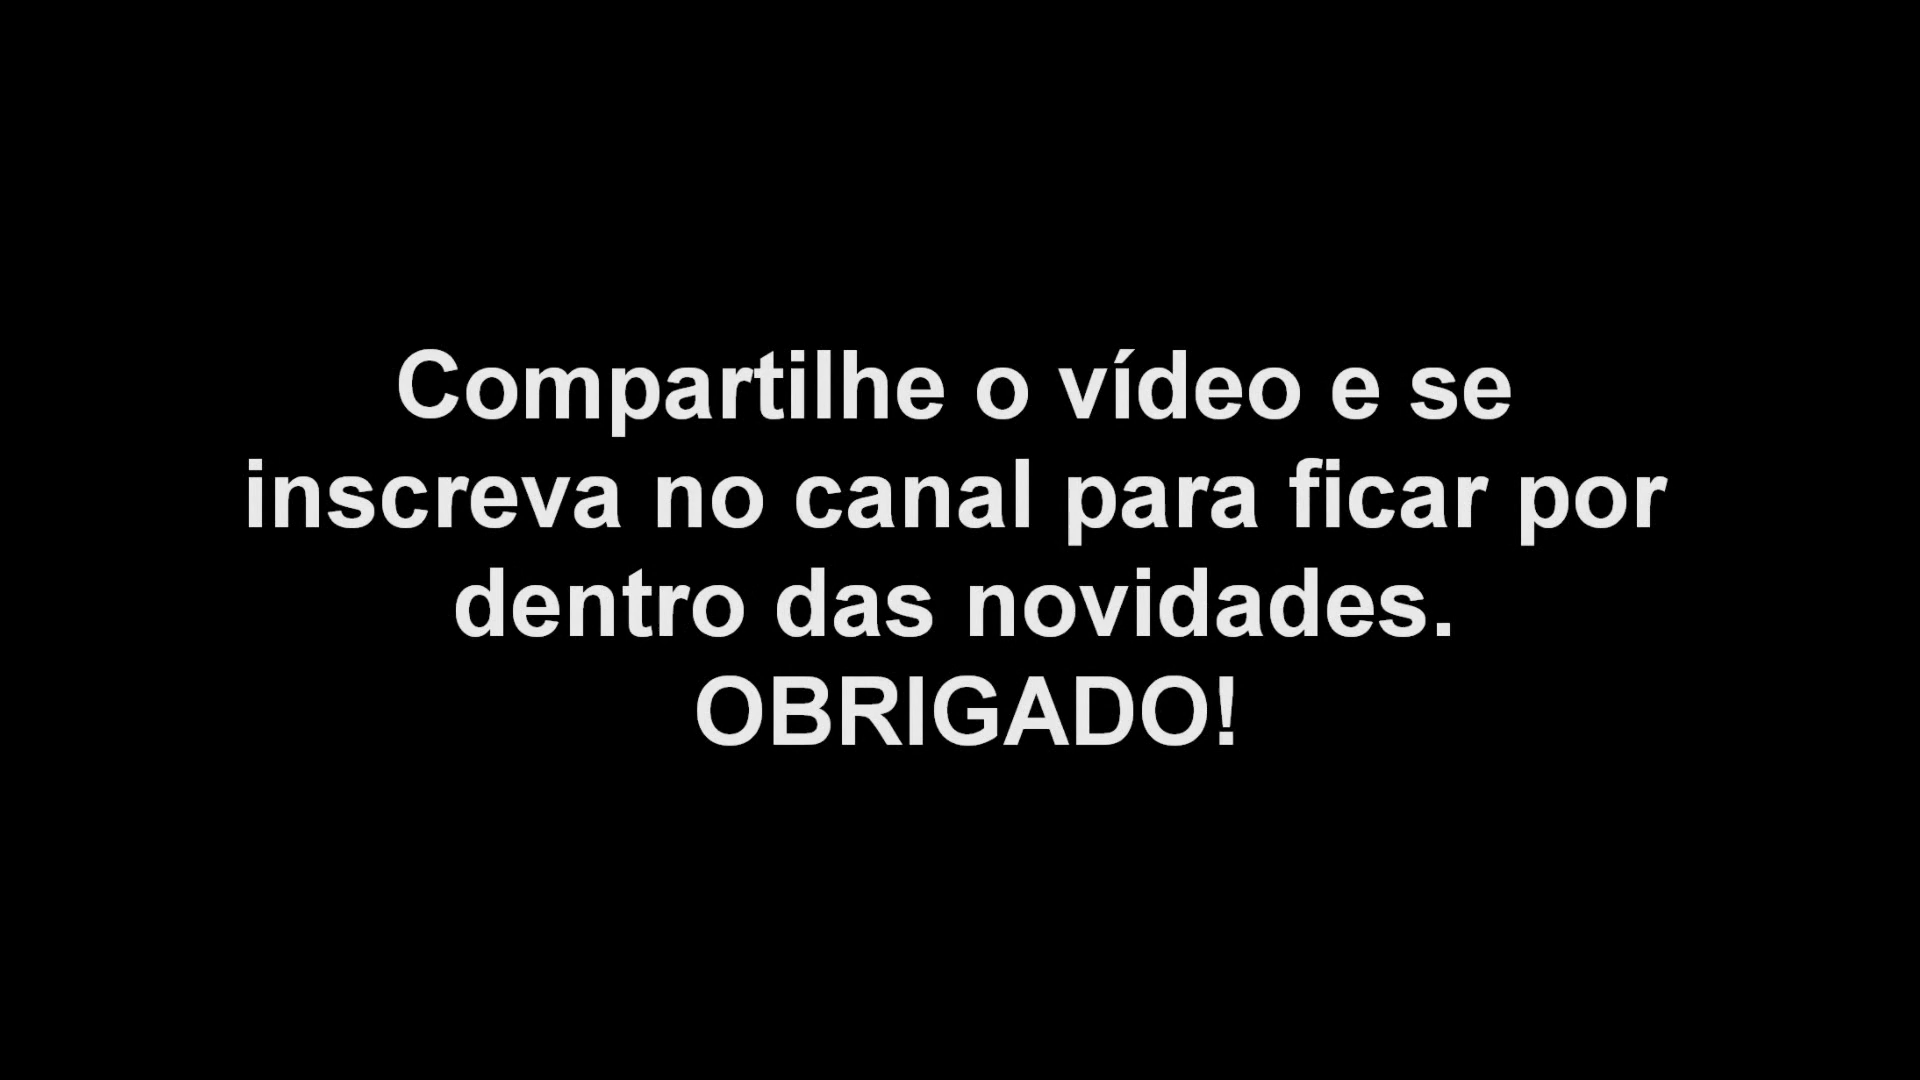 Compartilhe o vídeo e se
inscreva no canal para ficar por
dentro das novidades.
OBRIGADO!